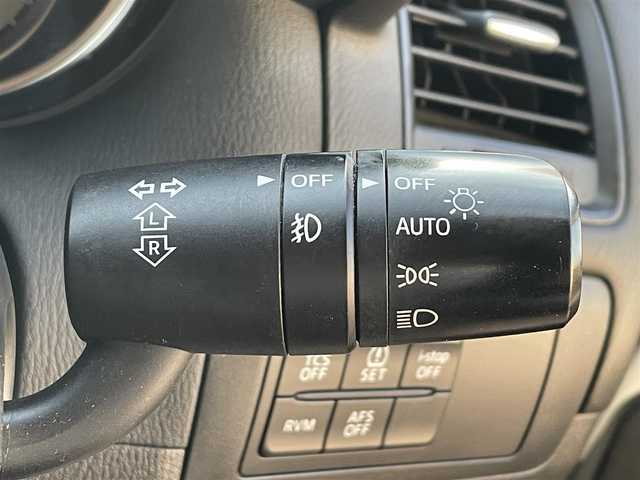 OFF
OFF
AUTO
L
R
TCS
OFF
SET
i-stop
OFF
RVM
AFS
OFF